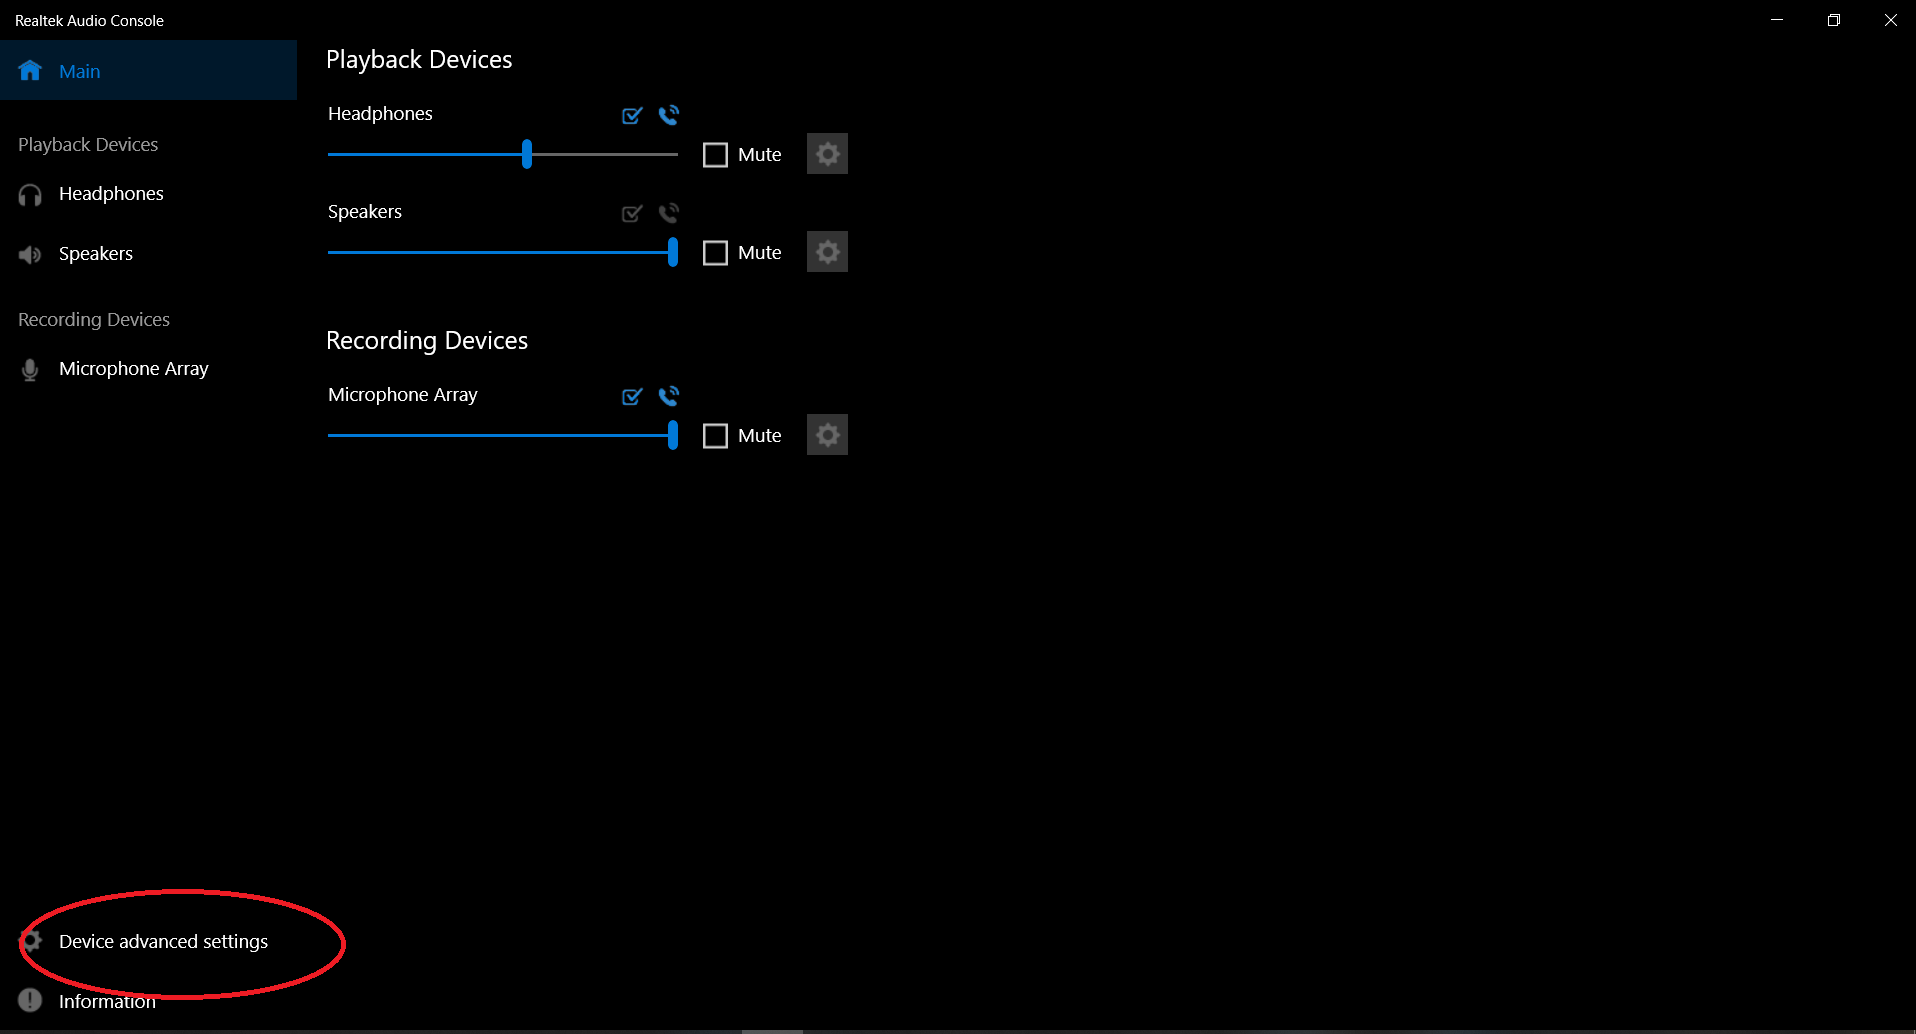 Realtek Audio Console
Main
Playback Devices
Headphones
Speakers
Recording Devices
Microphone Array
Device advanced settings
Information
Playback Devices
Headphones
Mute
Speakers
Mute
Recording Devices
Microphone Array
Mute